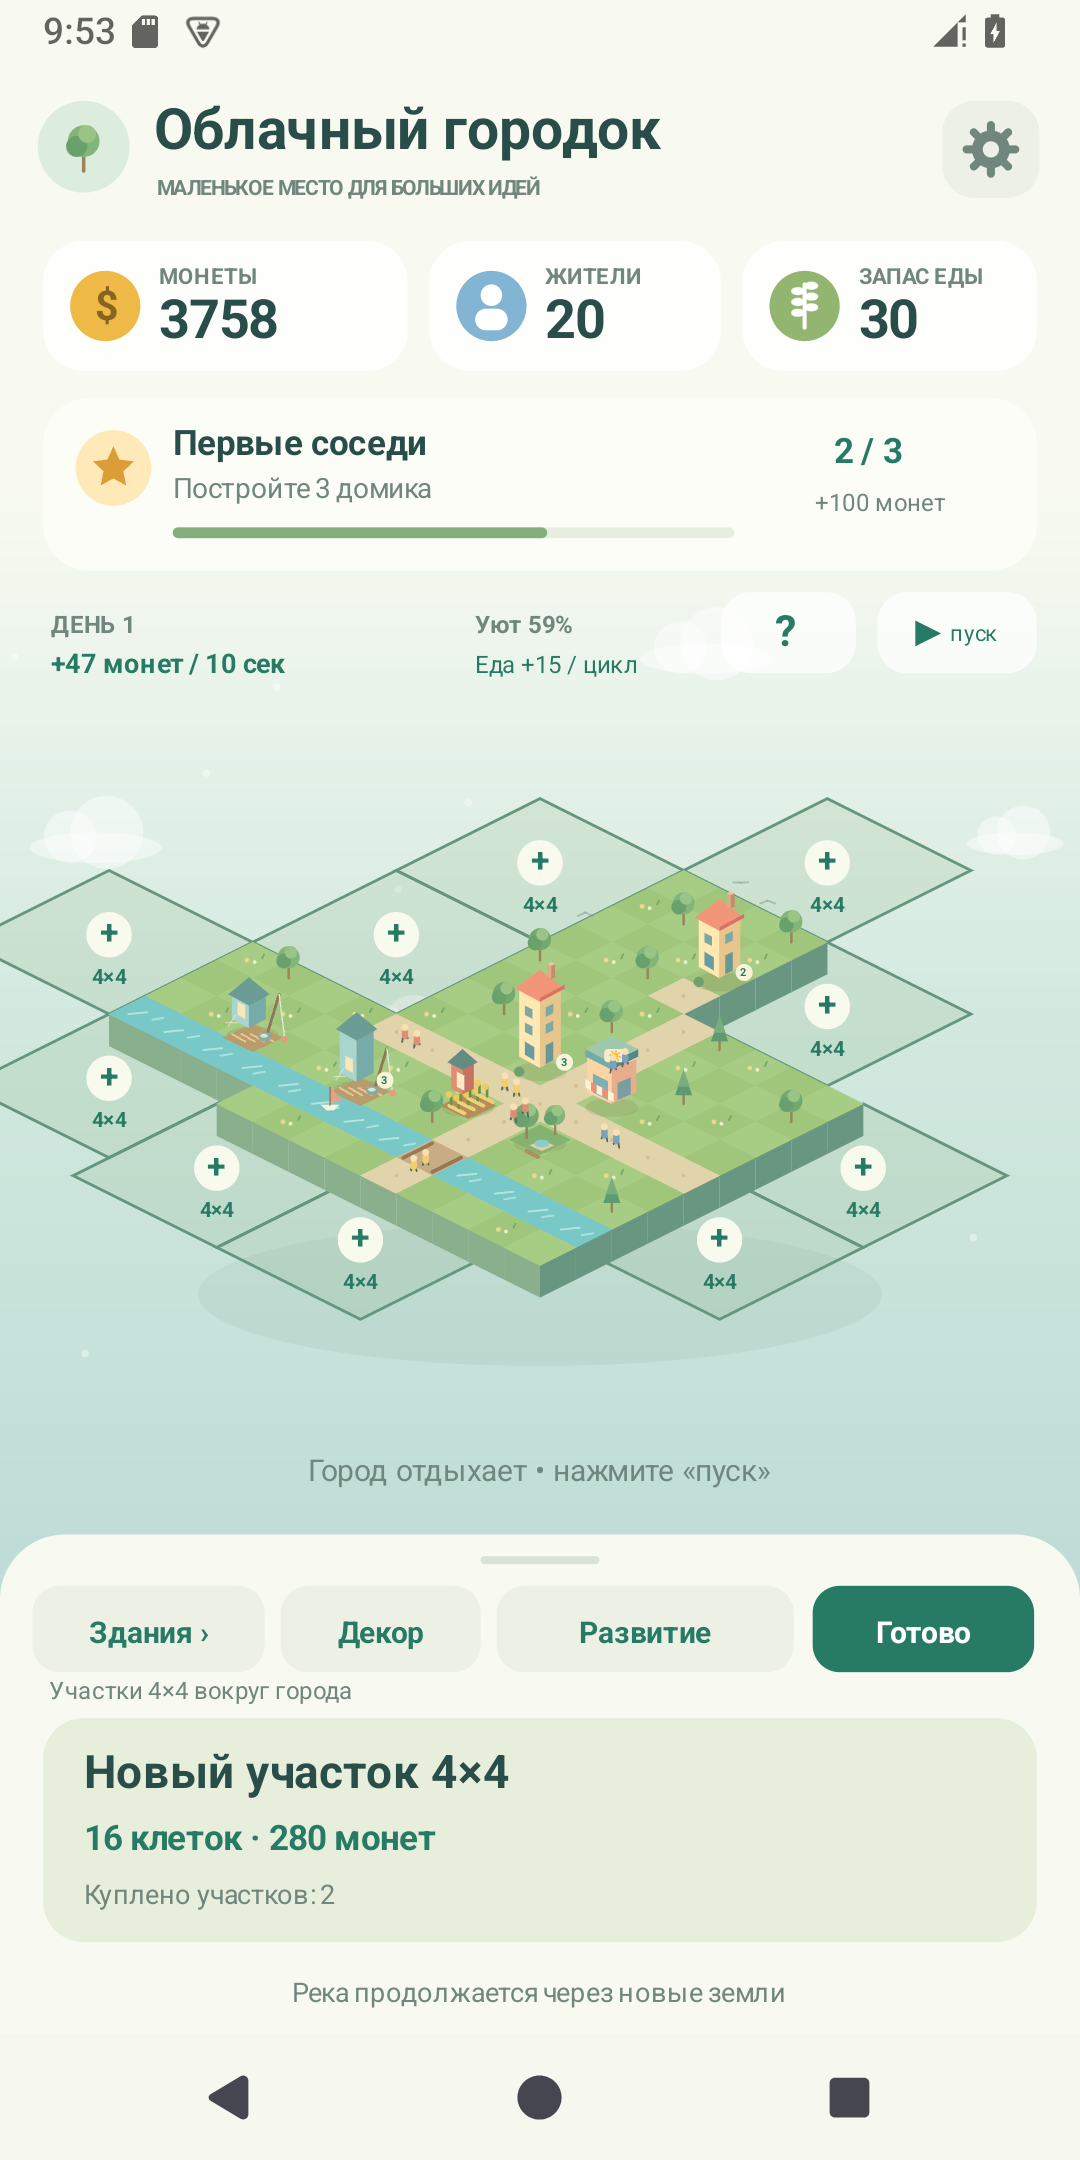 9:53
Облачный городок
МАЛЕНЬКОЕ МЕСТО ДЛЯ БОЛЬШИХ ИДЕЙ
МОНЕТЫ
3758
ЖИТЕЛИ
20
ЗАПАС ЕДЫ
30
Первые соседи
Постройте 3 домика
2 / 3
+100 монет
ДЕНЬ 1
+47 монет / 10 сек
Уют 59%
Еда +15 / цикл
?
пуск
+
4×4
+
4×4
+
4×4
+
4×4
2
+
4×4
3
3
+
4×4
+
4×4
+
4×4
+
4×4
+
4×4
Город отдыхает • нажмите «пуск»
Здания ›
Декор
Развитие
Готово
Участки 4×4 вокруг города
Новый участок 4×4
16 клеток · 280 монет
Куплено участков: 2
Река продолжается через новые земли